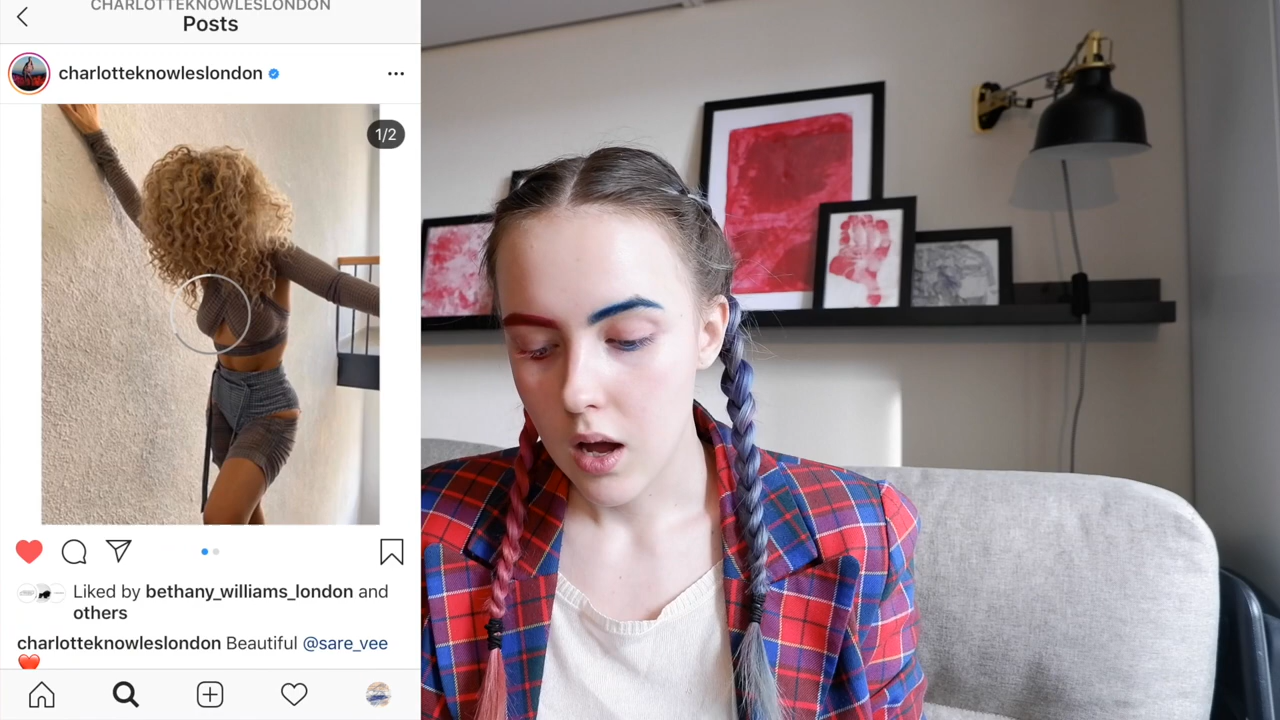 CHARLOTTEKNOWLESLONDON
Posts
charlotteknowleslondon
1/2
Liked by bethany_williams_london and
others
charlotteknowleslondon Beautiful @sare_vee
❤️